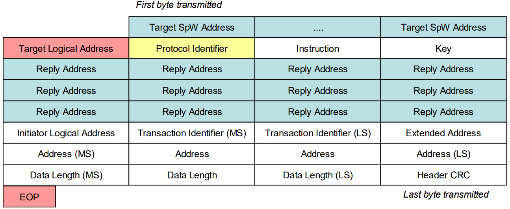 First byte transmitted
Target SpW Address .... Target SpW Address
Target Logical Address Protocol Identifier Instruction Key
Reply Address Reply Address Reply Address Reply Address
Reply Address Reply Address Reply Address Reply Address
Reply Address Reply Address Reply Address Reply Address
Initiator Logical Address Transaction Identifier (MS) Transaction Identifier (LS) Extended Address
Address (MS) Address Address Address (LS)
Data Length (MS) Data Length Data Length (LS) Header CRC
EOP Last byte transmitted